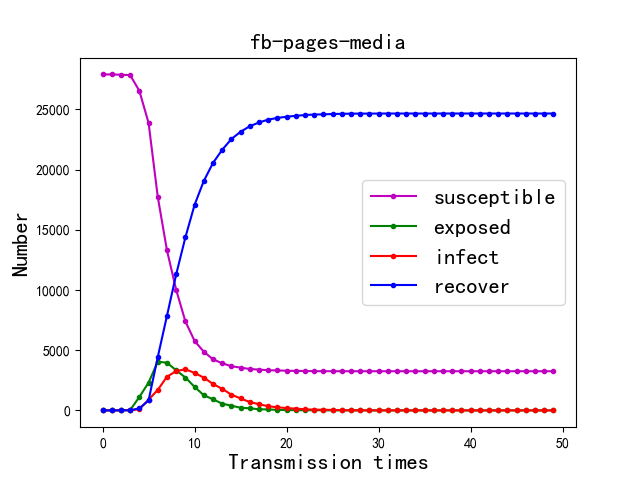 fb-pages-media
25000
20000
15000
10000
5000
0
Number
susceptible
exposed
infect
recover
0 10 20 30 40 50
Transmission times